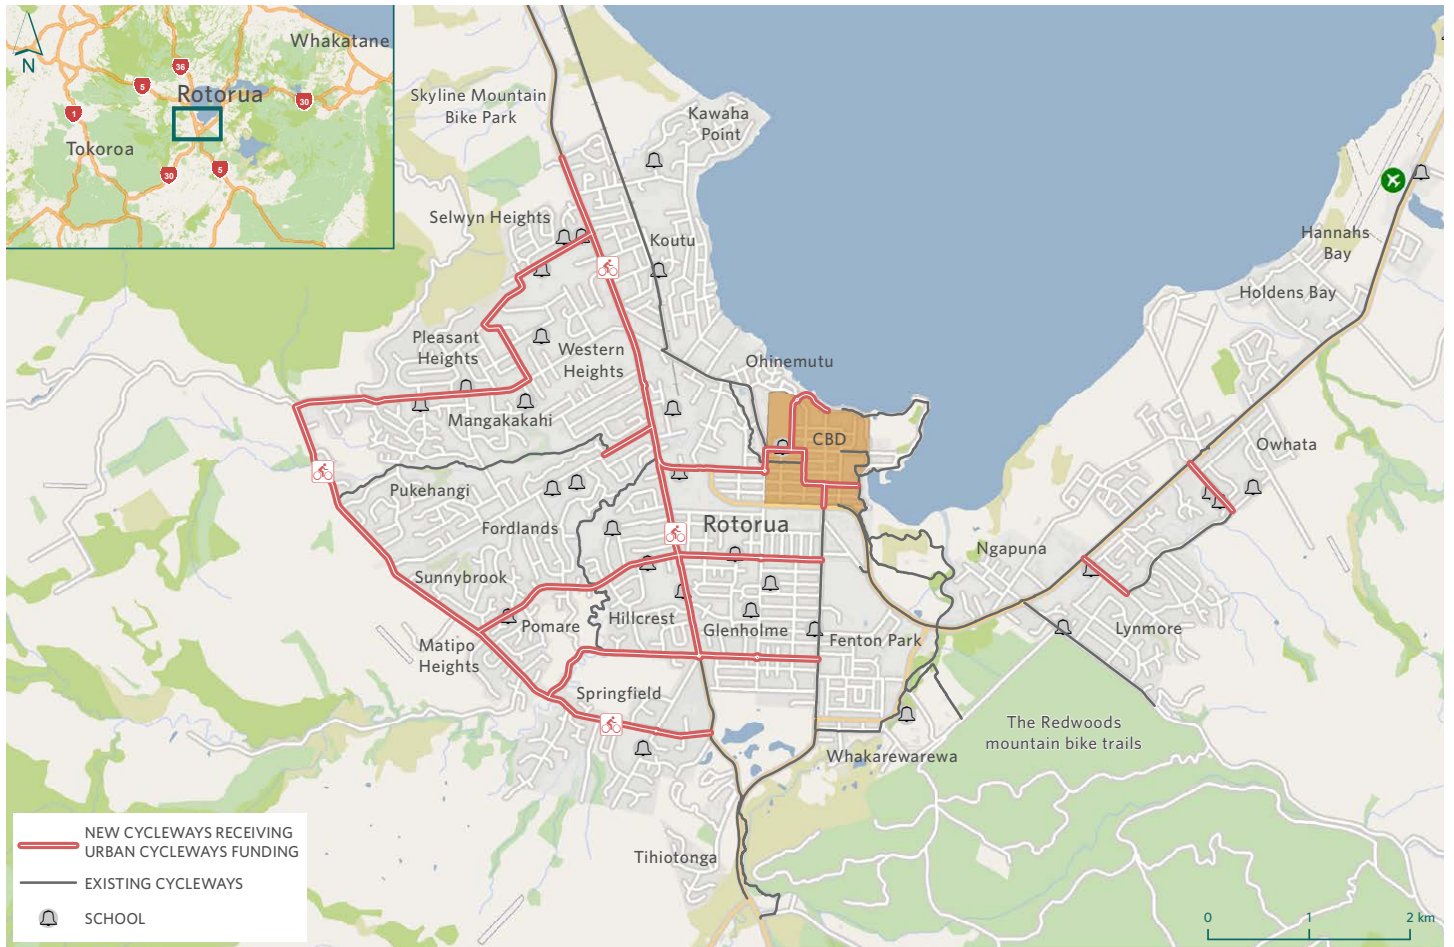 Whakatane
N
36
5
Rotorua
30
1
Tokoroa
30
5
Skyline Mountain
Bike Park
Kawaha
Point
Selwyn Heights
Koutu
Hannahs
Bay
Holdens Bay
Pleasant
Heights
Western
Heights
Ohinemutu
Mangakakahi
CBD
Owhata
Pukehangi
Fordlands
Rotorua
Ngapuna
Sunnybrook
Pomare
Hillcrest
Glenholme
Fenton Park
Lynmore
Matipo
Heights
Springfield
The Redwoods
mountain bike trails
Whakarewarewa
Tihiotonga
NEW CYCLEWAYS RECEIVING
URBAN CYCLEWAYS FUNDING
EXISTING CYCLEWAYS
SCHOOL
0 1 2 km